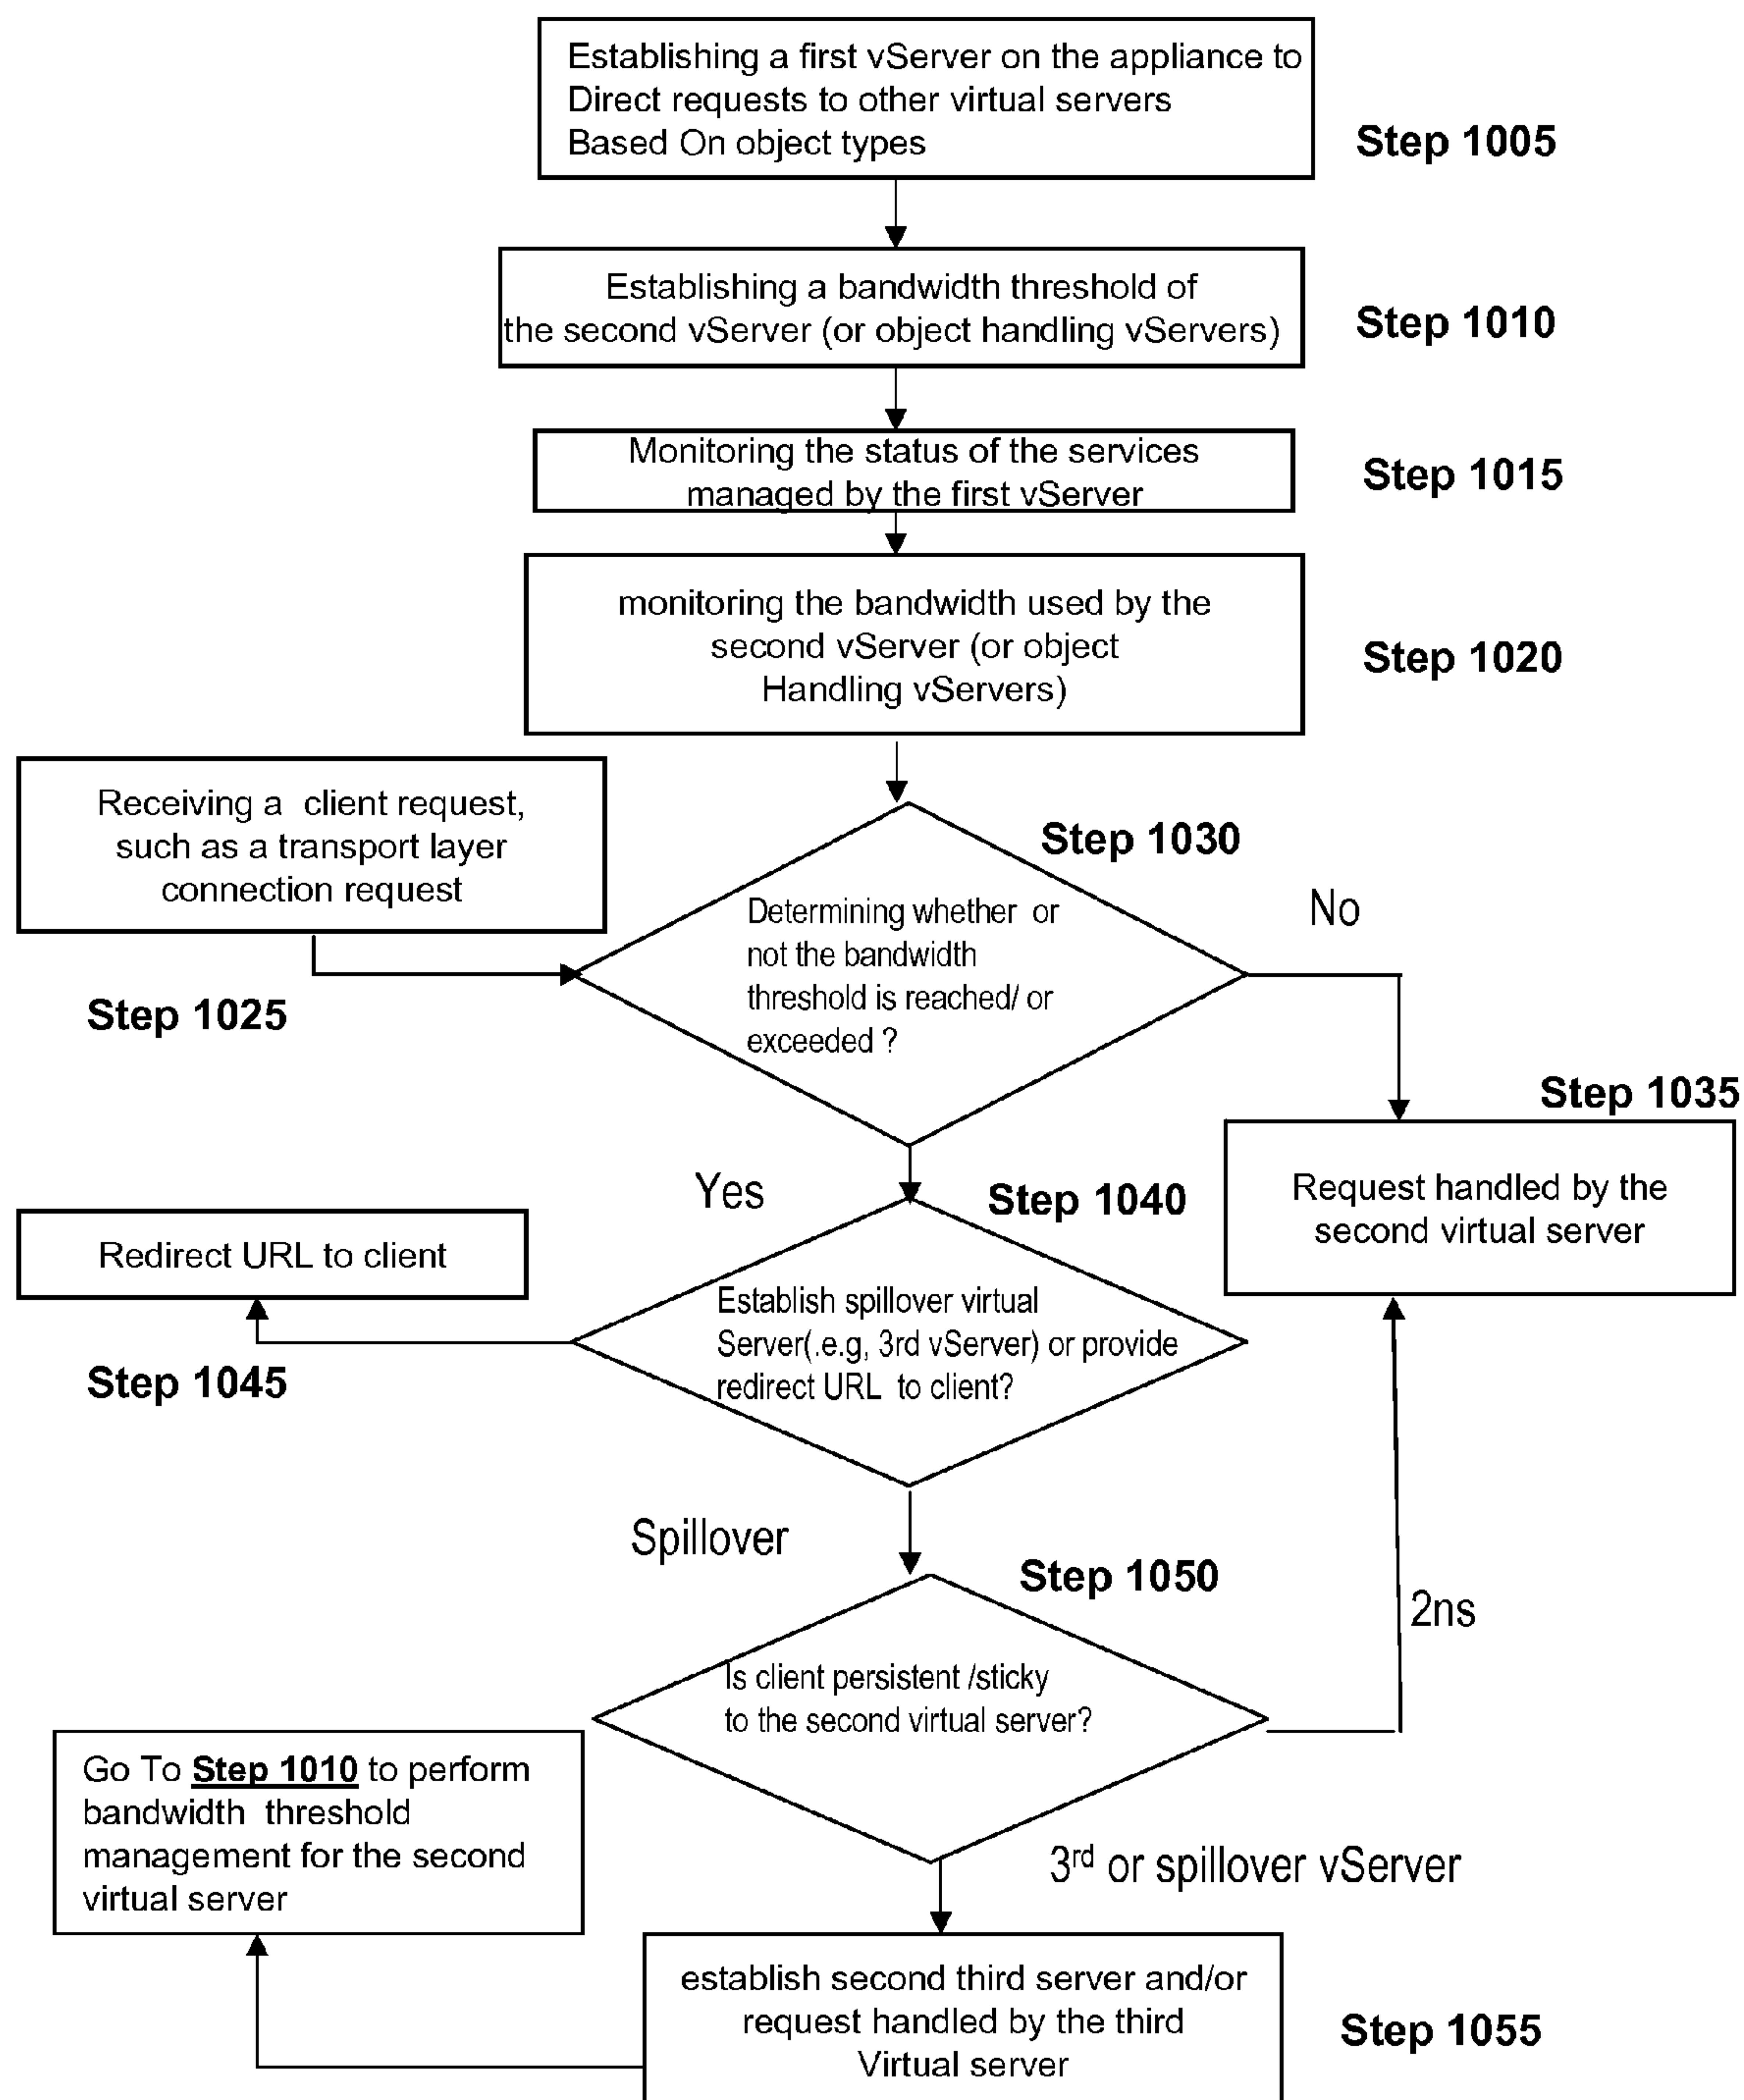 Establishing a first vServer on the appliance to
Direct requests to other virtual servers
Based On object types
Step 1005
Establishing a bandwidth threshold of
the second vServer (or object handling vServers)
Step 1010
Monitoring the status of the services
managed by the first vServer
Step 1015
monitoring the bandwidth used by the
second vServer (or object
Handling vServers)
Step 1020
Receiving a client request,
such as a transport layer
connection request
Step 1025
Step 1030
Determining whether or
not the bandwidth
threshold is reached/ or
exceeded ?
No
Step 1035
Request handled by the
second virtual server
Yes
Step 1040
Establish spillover virtual
Server(.e.g, 3rd vServer) or provide
redirect URL to client?
Redirect URL to client
Step 1045
Spillover
Step 1050
Is client persistent /sticky
to the second virtual server?
2ns
Go To Step 1010 to perform
bandwidth threshold
management for the second
virtual server
3rd or spillover vServer
establish second third server and/or
request handled by the third
Virtual server
Step 1055